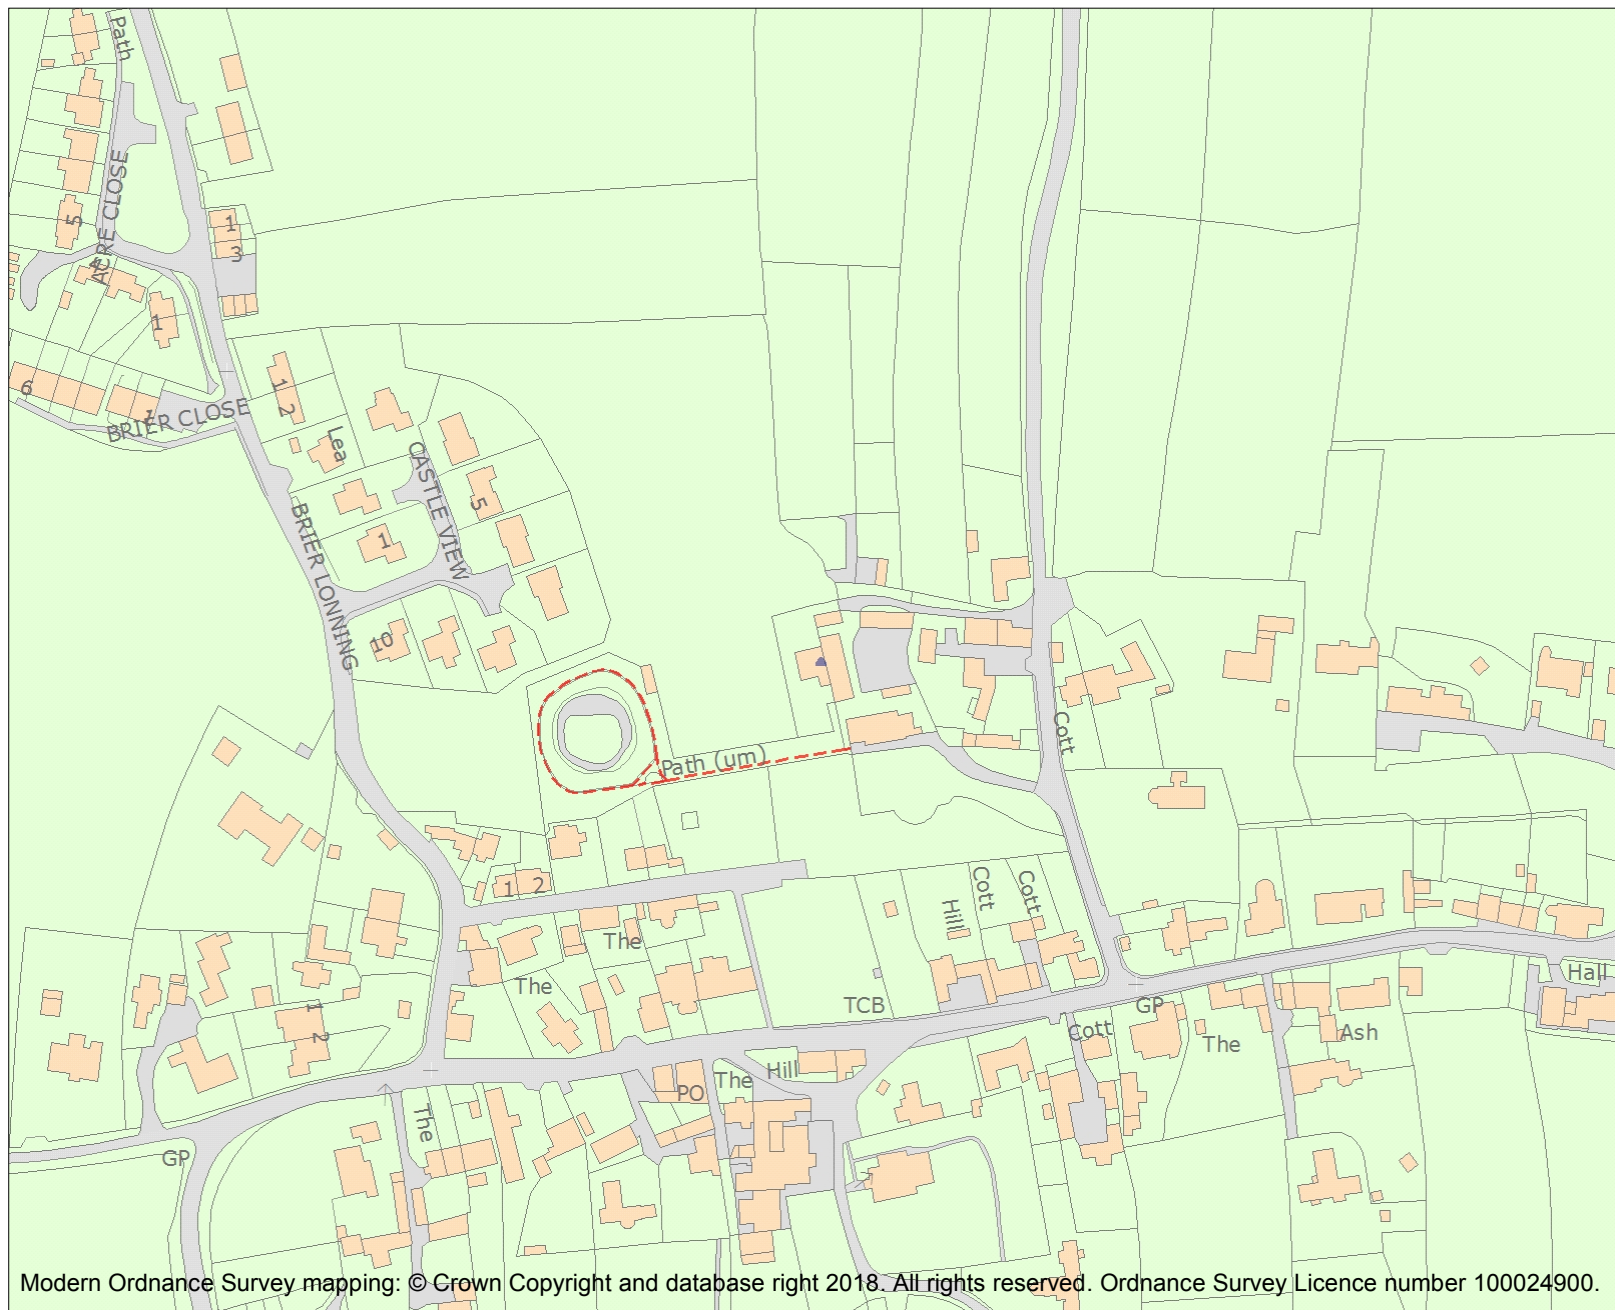 Path
ACRE CLOSE
5
4
1
1
3
6
1
BRIER CLOSE
1
2
Lea
CASTLE VIEW
5
1
BRIER LONNING
10
Path (um)
Cott
1
2
The
The
Hill
Cott
Cott
TCB
GP
Hall
1
2
Cott
The
Ash
PO
The
Hill
The
GP
Modern Ordnance Survey mapping: © Crown Copyright and database right 2018. All rights reserved. Ordnance Survey Licence number 100024900.